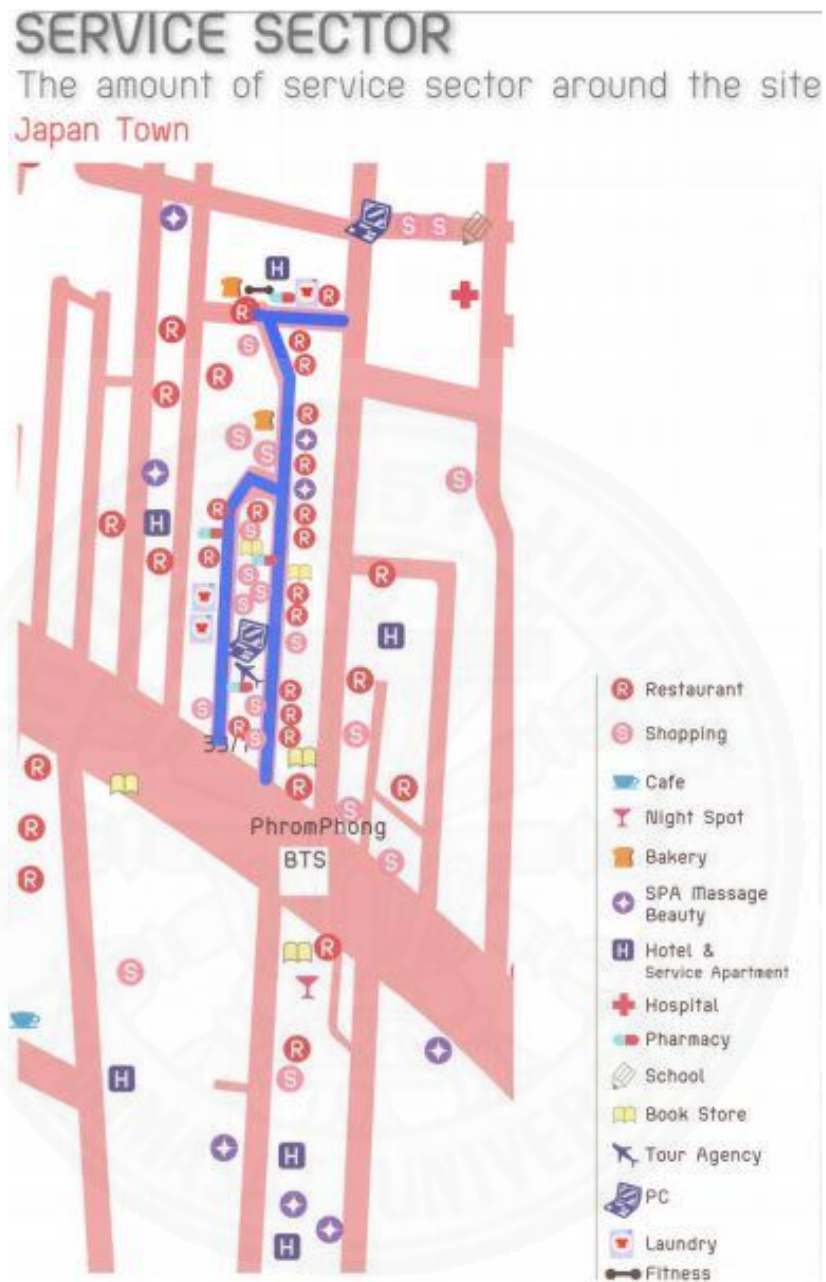 SERVICE SECTOR
The amount of service sector around the site
Japan Town
PhromPhong
BTS
Restaurant
Shopping
Cafe
Night Spot
Bakery
SPA Massage
Beauty
Hotel &
Service Apartment
Hospital
Pharmacy
School
Book Store
Tour Agency
PC
Laundry
Fitness